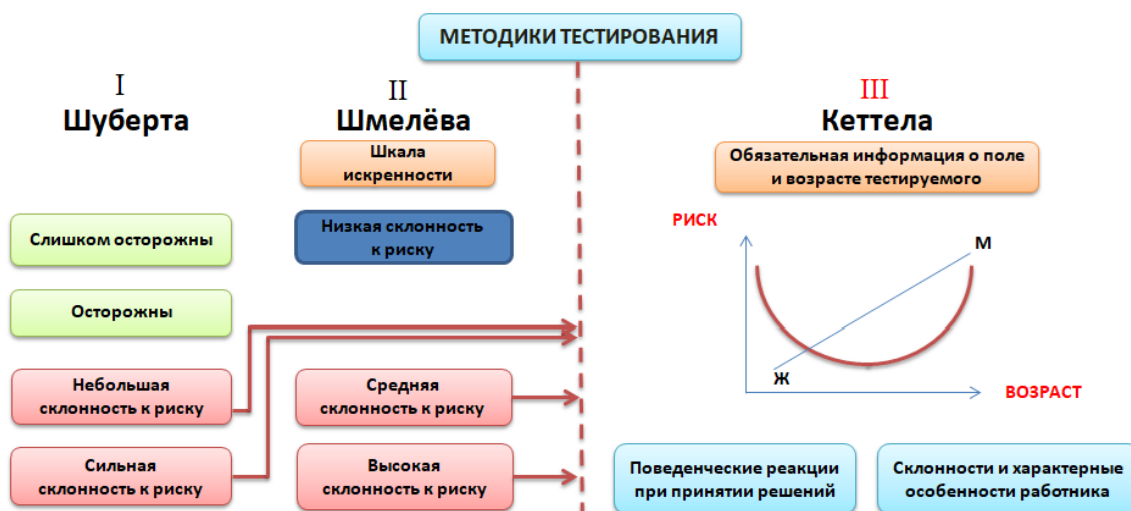 МЕТОДИКИ ТЕСТИРОВАНИЯ
I
Шуберта
II
Шмелёва
III
Кеттела
Шкала
искренности
Обязательная информация о поле
и возрасте тестируемого
Слишком осторожны
Низкая склонность
к риску
РИСК
М
Осторожны
Небольшая
склонность к риску
Средняя
склонность к риску
Ж
ВОЗРАСТ
Сильная
склонность к риску
Высокая
склонность к риску
Поведенческие реакции
при принятии решений
Склонности и характерные
особенности работника